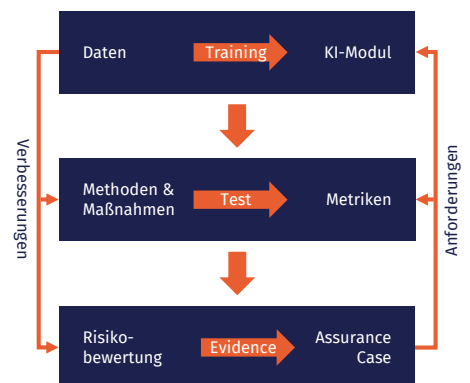 Daten Training KI-Modul
Verbesserungen
Anforderungen
Methoden &
Maßnahmen
Test
Metriken
Risiko-
bewertung
Evidence
Assurance
Case